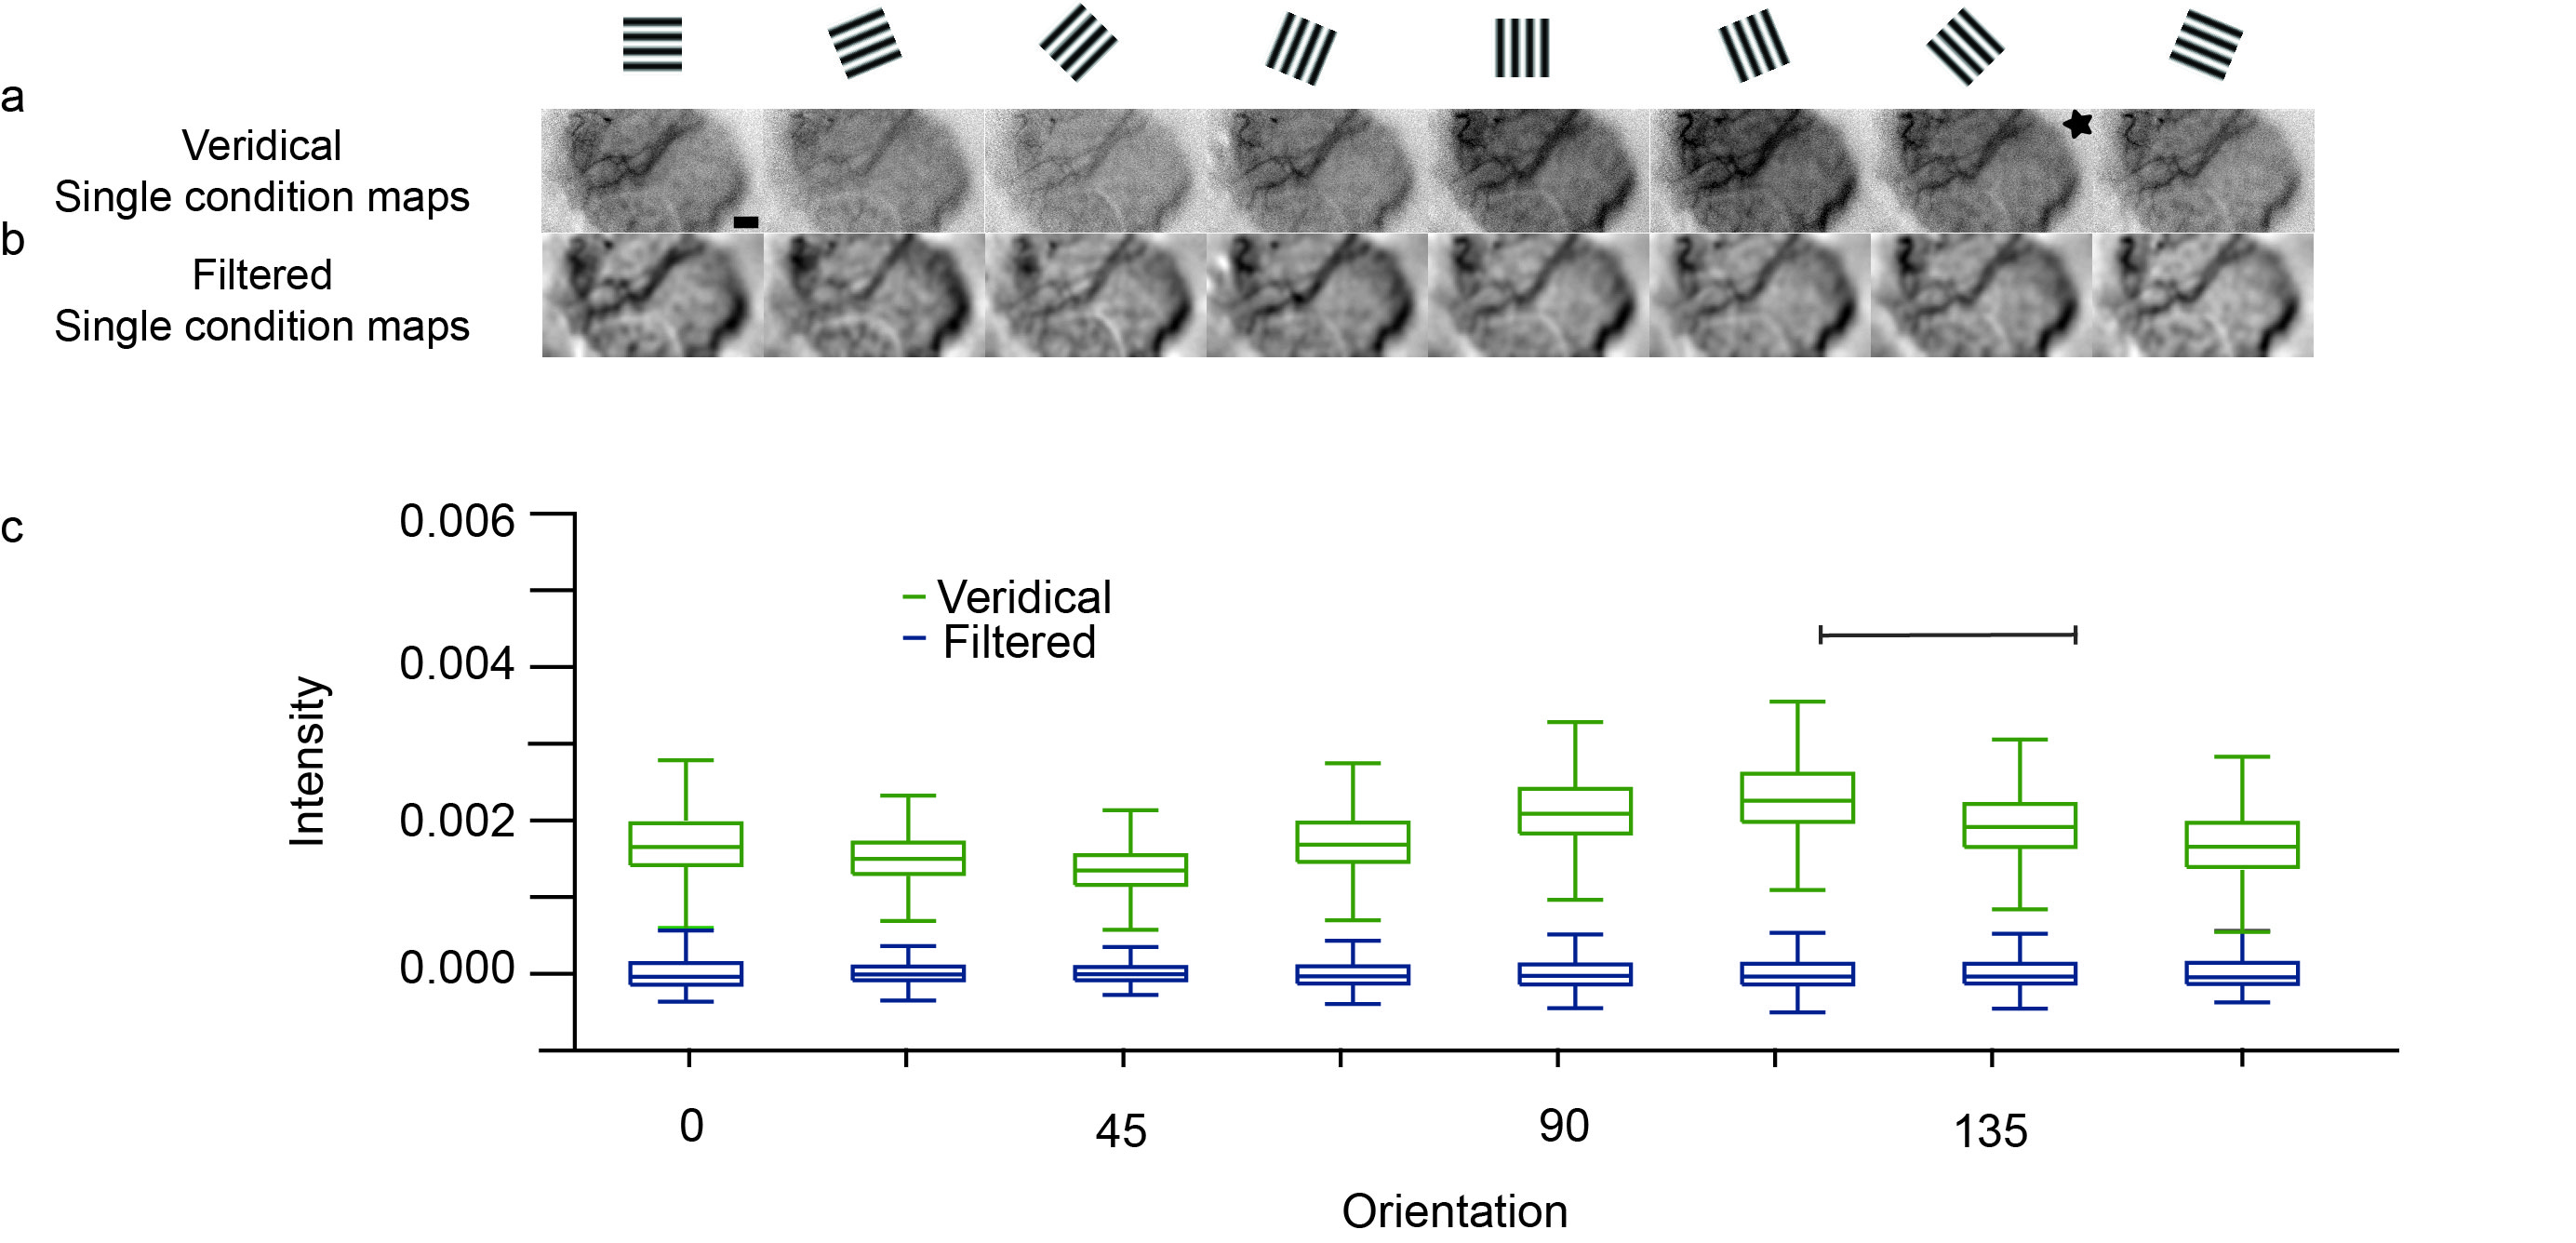 a
Veridical
Single condition maps
b
Filtered
Single condition maps
c
0.006
0.004
0.002
0.000
Intensity
Veridical
Filtered
0
45
90
135
Orientation